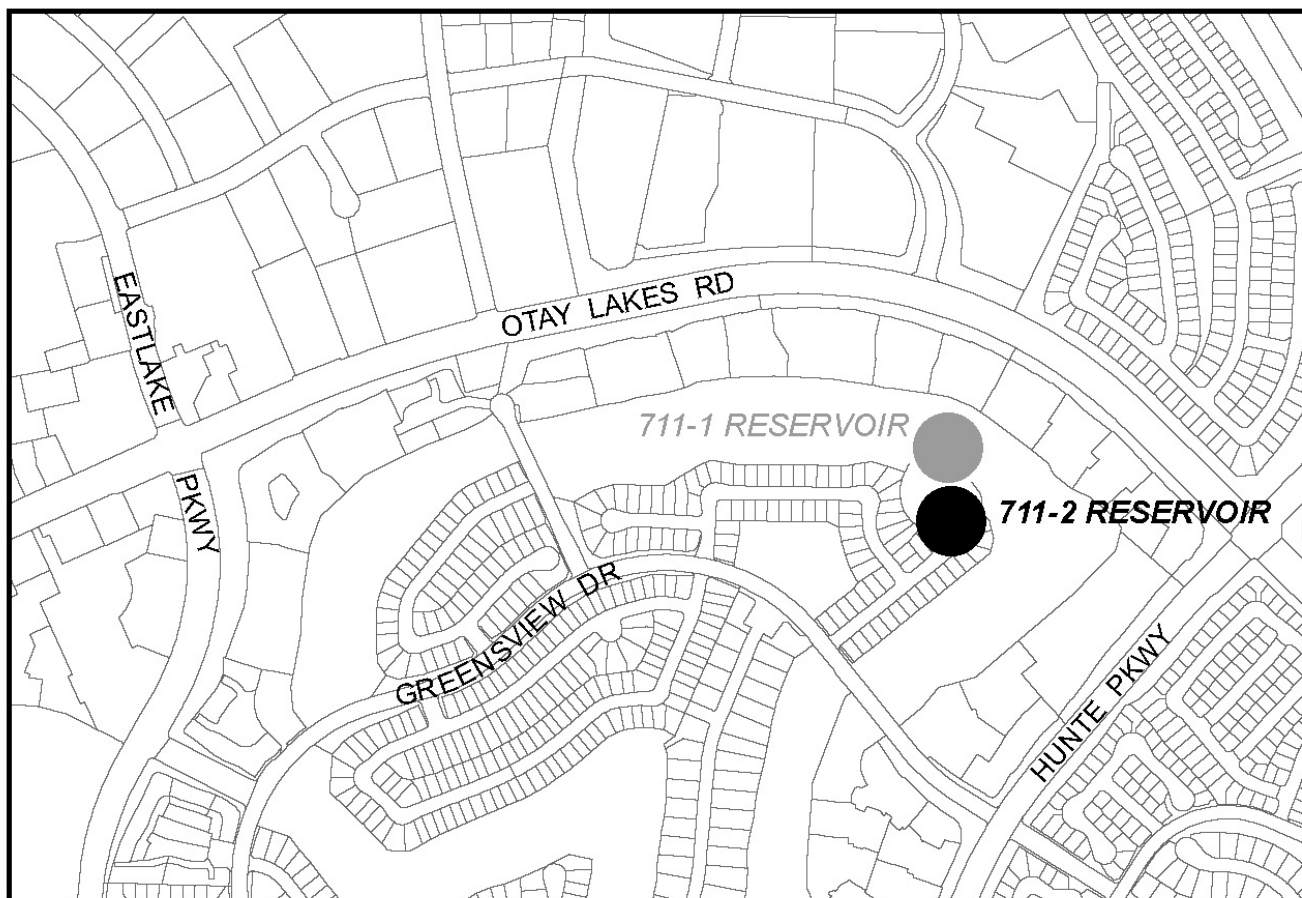 EASTLAKE
PKWY
OTAY LAKES RD
711-1 RESERVOIR
711-2 RESERVOIR
GREENSVIEW DR
HUNTE PKWY